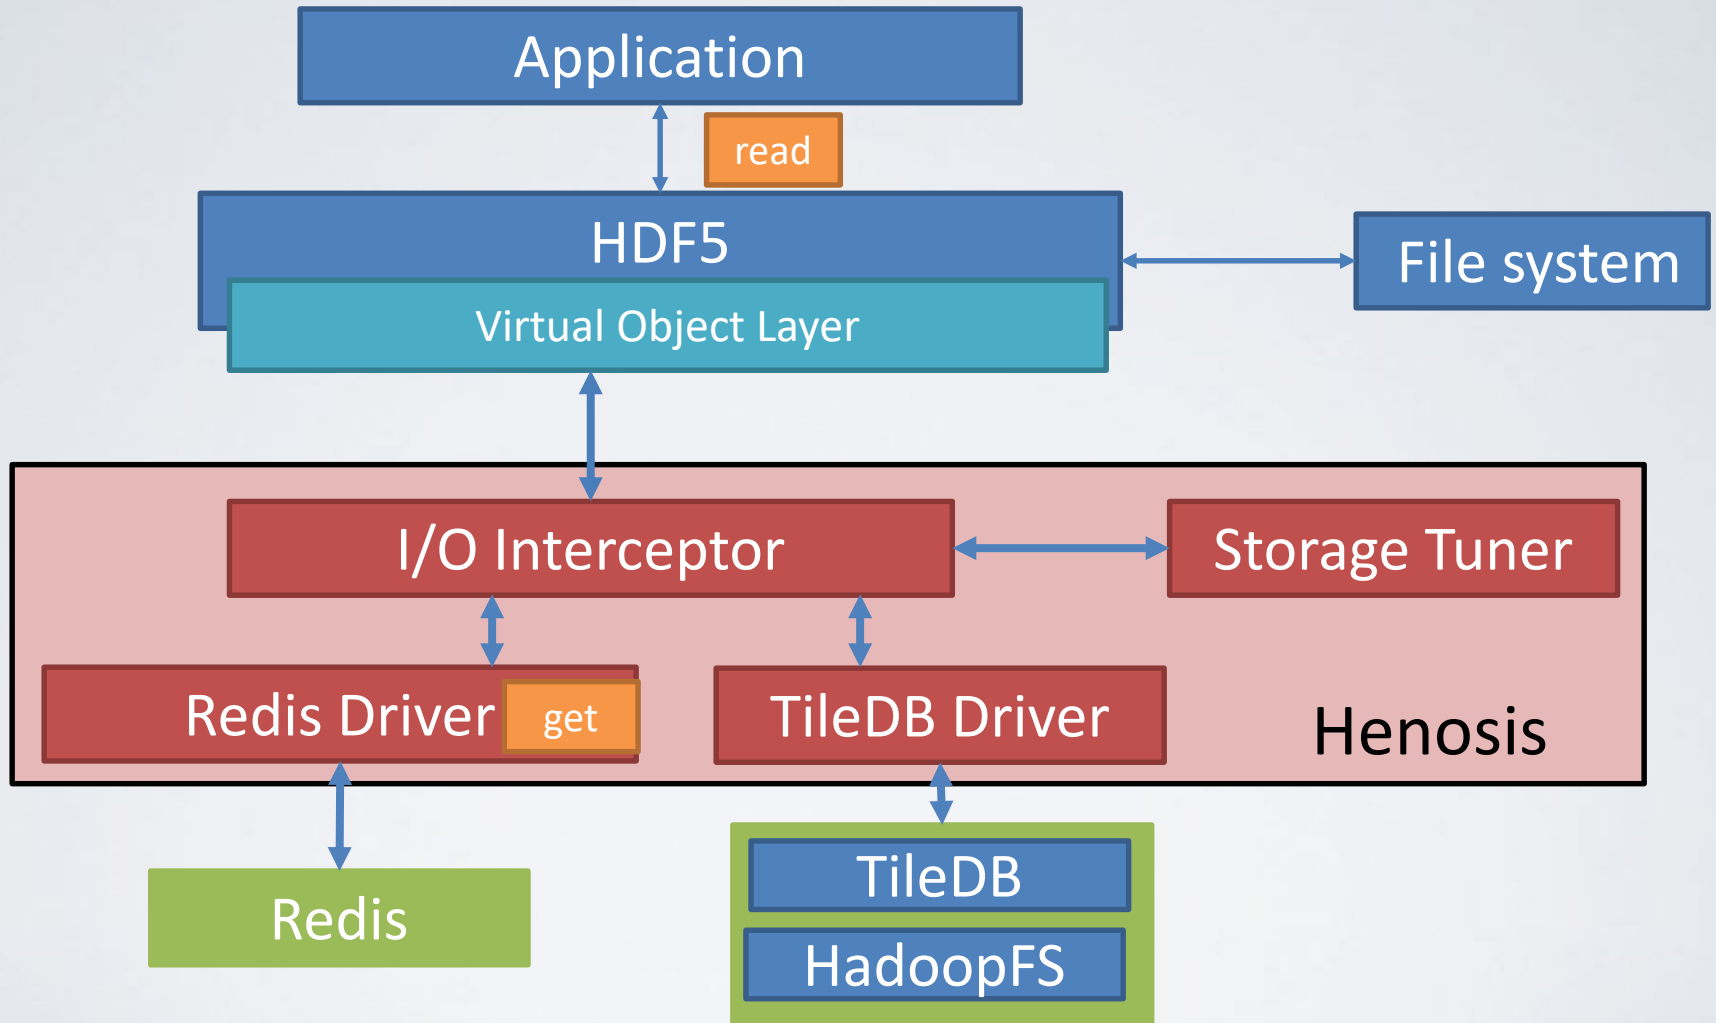 Application
read
HDF5
File system
Virtual Object Layer
I/O Interceptor
Storage Tuner
Redis Driver
get
TileDB Driver
Henosis
TileDB
Redis
HadoopFS